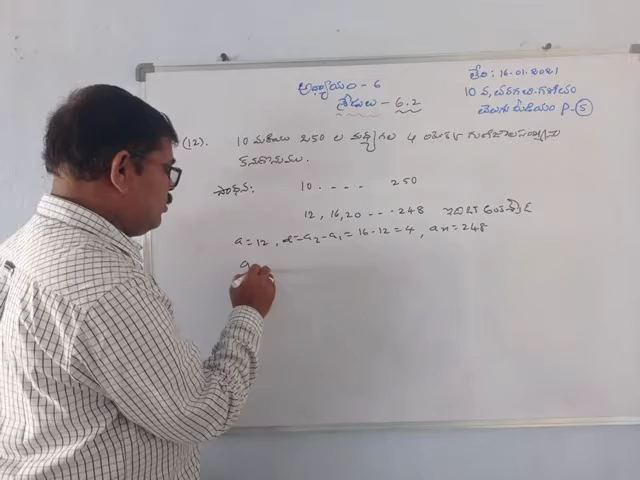 అధ్యాయం - 6
శ్రేడులు - 6.2
తేది : 16-01-2021
10 వ, తరగతి గణితం
తెలుగు మీడియం P-5
(12). 10 మరియు 250 ల మధ్యగల 4 యొక్క గుణిజాల సంఖ్యను
కనుగొనుము.
సాధన: 10 . . . . 250
12, 16, 20 . . . . 248 ఇది ఒక అంకశ్రేఢి
a = 12, d = a₂ - a₁ = 16 - 12 = 4, an = 248
a